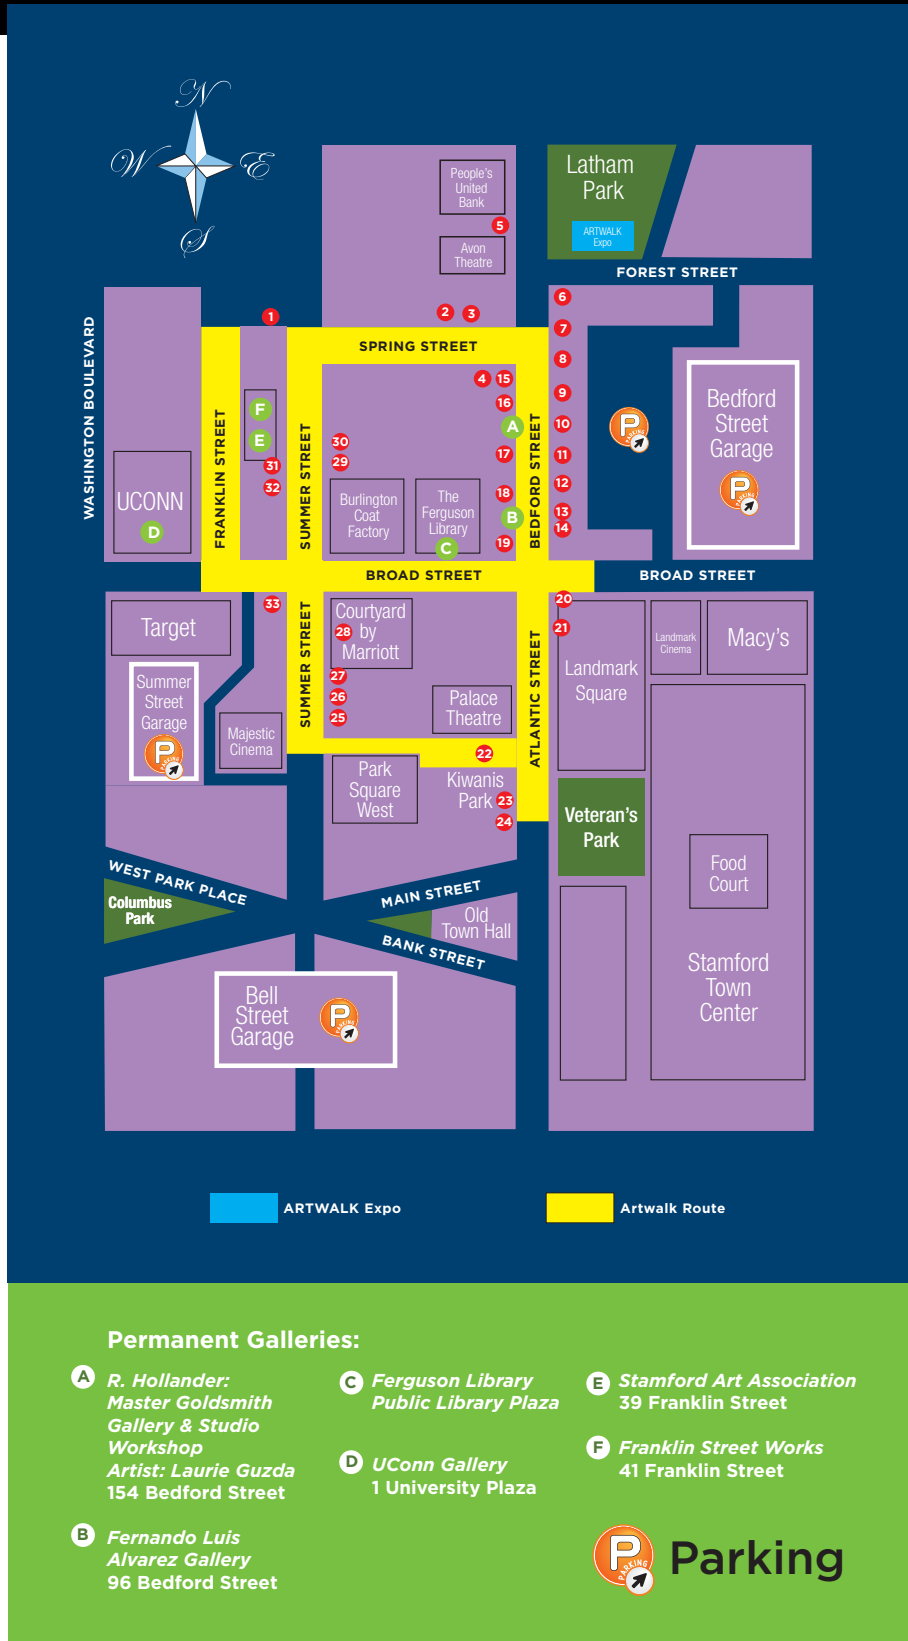 N
W
E
S
People's
United
Bank
5
Avon
Theatre
Latham
Park
ARTWALK
Expo
FOREST STREET
WASHINGTON BOULEVARD
1
2
3
6
7
SPRING STREET
8
4
15
9
16
Bedford
Street
Garage
P
PARKING
F
E
A
10
P
PARKING
FRANKLIN STREET
SUMMER STREET
BEDFORD STREET
30
29
17
11
31
32
12
18
UCONN
D
Burlington
Coat
Factory
The
Ferguson
Library
C
B
13
14
19
BROAD STREET
BROAD STREET
33
20
Target
Courtyard
28 by
Marriott
21
Landmark
Square
Landmark
Cinema
Macy's
SUMMER STREET
ATLANTIC STREET
Summer
Street
Garage
P
PARKING
27
26
25
Palace
Theatre
Majestic
Cinema
22
Park
Square
West
Kiwanis
Park
23
24
Veteran's
Park
Food
Court
WEST PARK PLACE
MAIN STREET
Columbus
Park
Old
Town Hall
BANK STREET
Stamford
Town
Center
Bell
Street
Garage
P
PARKING
ARTWALK Expo
Artwalk Route
Permanent Galleries:
A
R. Hollander:
Master Goldsmith
Gallery & Studio
Workshop
Artist: Laurie Guzda
154 Bedford Street
B
Fernando Luis
Alvarez Gallery
96 Bedford Street
C
Ferguson Library
Public Library Plaza
D
UConn Gallery
1 University Plaza
E
Stamford Art Association
39 Franklin Street
F
Franklin Street Works
41 Franklin Street
P
PARKING
Parking